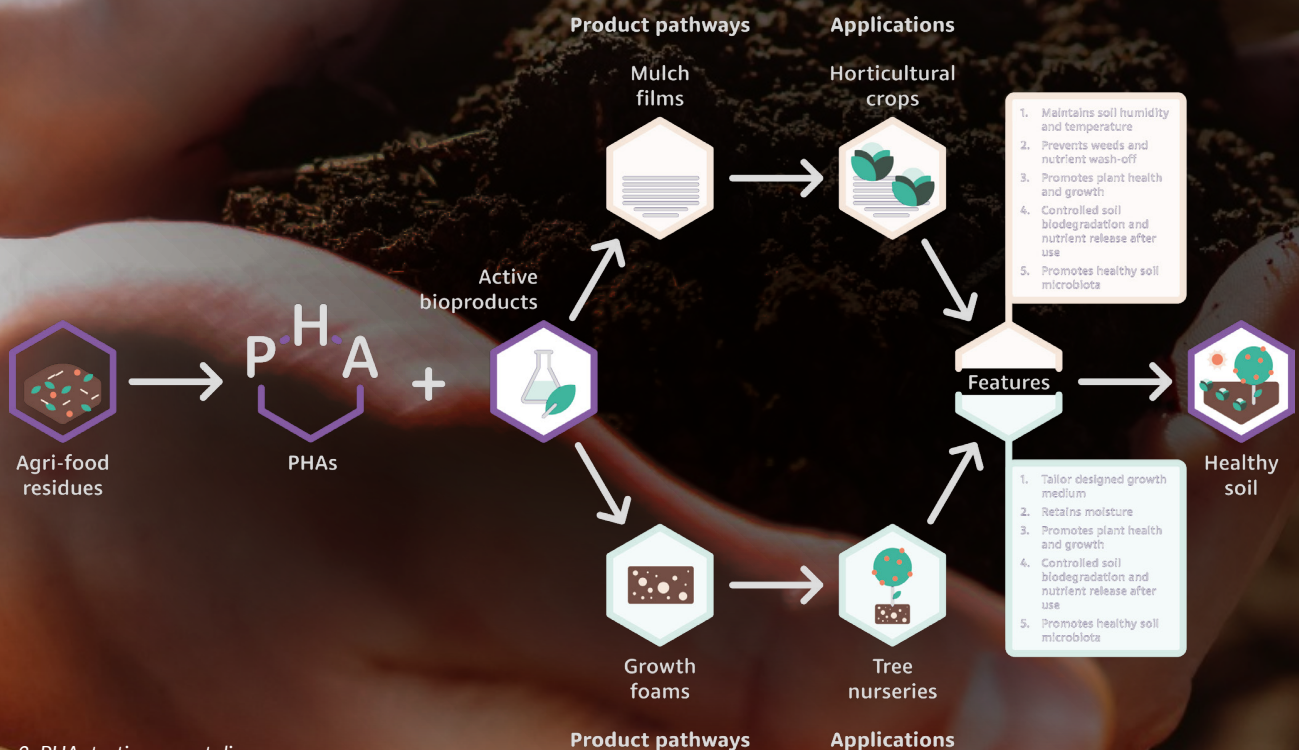 Product pathways
Applications
Mulch
films
Horticultural
crops
1. Maintains soil humidity
and temperature
2. Prevents weeds and
nutrient wash-off
3. Promotes plant health
and growth
4. Controlled soil
biodegradation and
nutrient release after
use
5. Promotes healthy soil
microbiota
Active
bioproducts
P H A
+
Features
Agri-food
residues
PHAs
Healthy
soil
1. Tailor designed growth
medium
2. Retains moisture
3. Promotes plant health
and growth
4. Controlled soil
biodegradation and
nutrient release after
use
5. Promotes healthy soil
microbiota
Growth
foams
Tree
nurseries
Product pathways
Applications